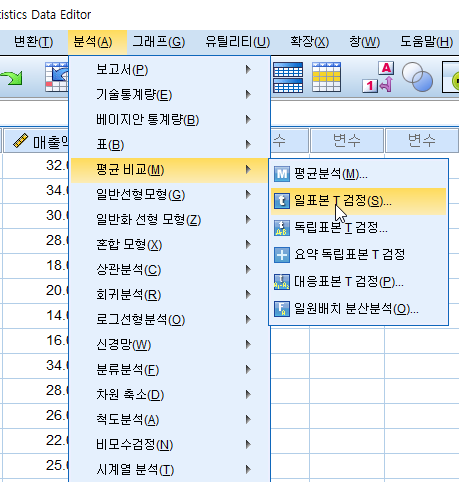 tistics Data Editor
변환(T) 분석(A) 그래프(G) 유틸리티(U) 확장(X) 창(W) 도움말(H)
보고서(P)
기술통계량(E)
베이지안 통계량(B)
표(B)
평균 비교(M)
일반선형모형(G)
일반화 선형 모형(Z)
혼합 모형(X)
상관분석(C)
회귀분석(R)
로그선형분석(O)
신경망(W)
분류분석(F)
차원 축소(D)
척도분석(A)
비모수검정(N)
시계열 분석(T)
평균분석(M)...
일표본 T 검정(S)...
독립표본 T 검정...
요약 독립표본 T 검정
대응표본 T 검정(P)...
일원배치 분산분석(O)...
A
1
매출액
수 변수 변수
32.0
34.0
30.0
28.0
20.0
14.0
16.0
34.0
28.0
26.0
22.0
25.0